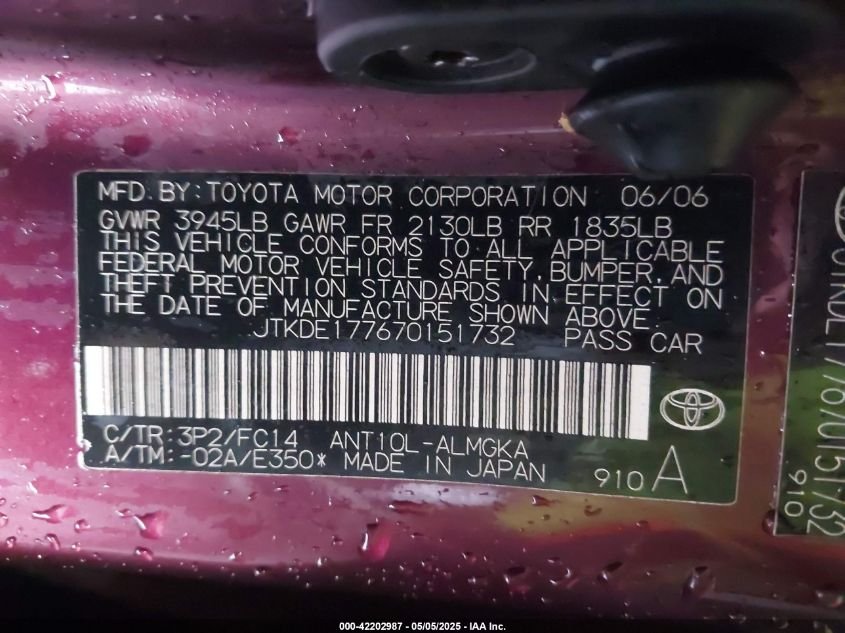 MFD.BY:TOYOTA MOTOR CORPORATION 06/06
GVWR 3945LB GAWR FR 2130LB RR 1835LB
THIS VEHICLE CONFORMS TO ALL APPLICABLE
FEDERAL MOTOR VEHICLE SAFETY, BUMPER, AND
THEFT PREVENTION STANDARDS IN EFFECT ON
THE DATE OF MANUFACTURE SHOWN ABOVE.
JTKDE177670151732 PASS CAR
C/TR:3P2/FC14 ANT10L-ALMGKA
A/TM:-02A/E350* MADE IN JAPAN 910 A
JTKDE177670151732
910
000-42202987 - 05/05/2025 - IAA Inc.